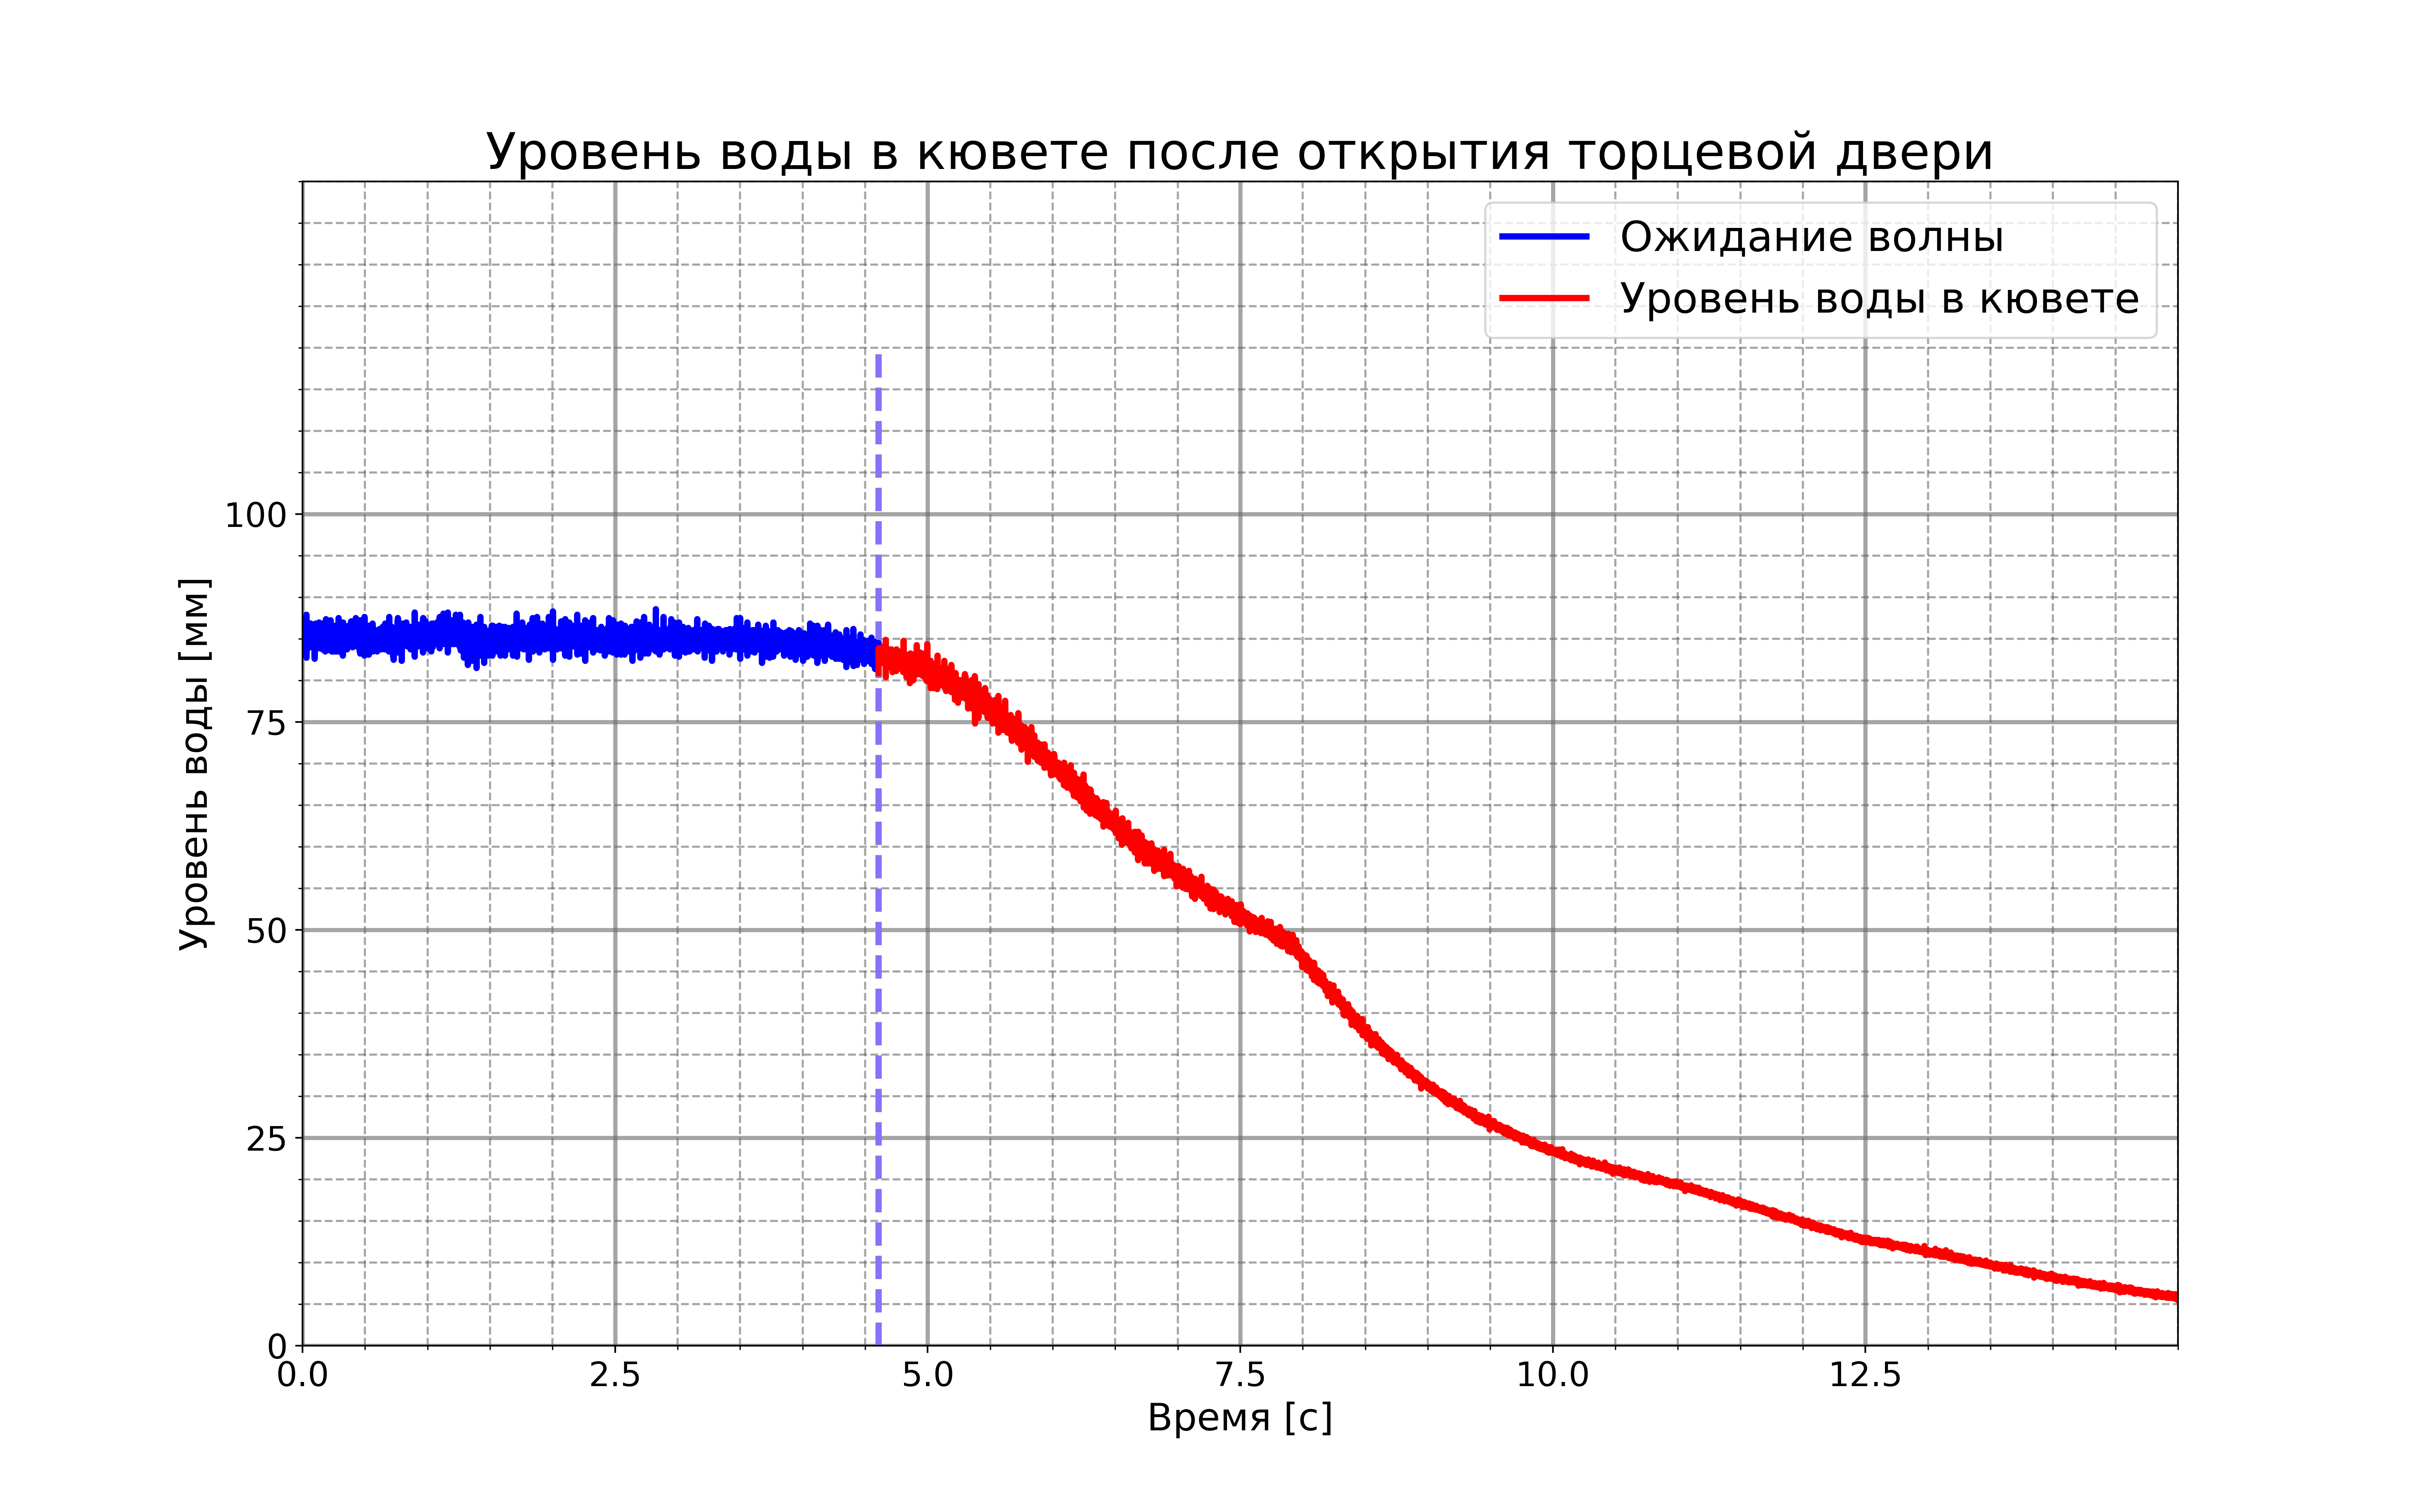 Уровень воды в кювете после открытия торцевой двери
Ожидание волны
Уровень воды в кювете
Уровень воды [мм]
100
75
50
25
0
0.0 2.5 5.0 7.5 10.0 12.5
Время [с]